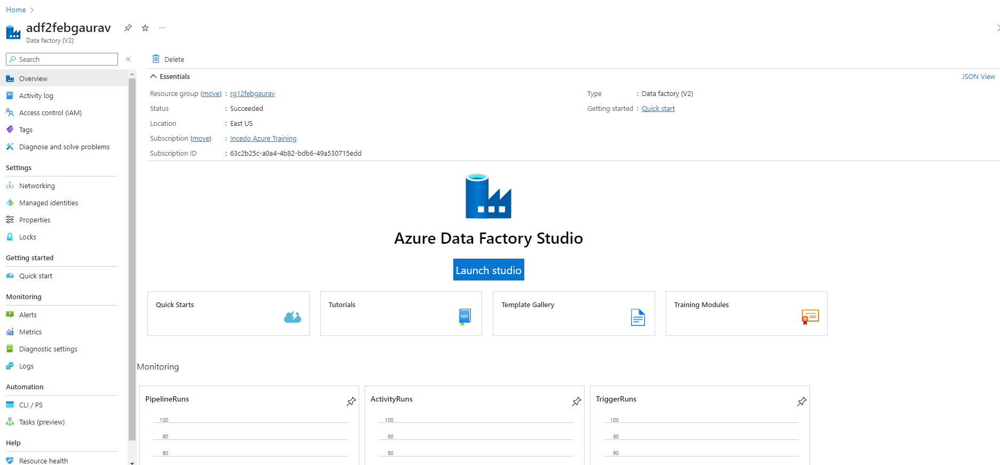 Home
adf2febgaurav
Data factory (V2)
Search
Delete
Overview
Activity log
Access control (IAM)
Tags
Diagnose and solve problems
Settings
Networking
Managed identities
Properties
Locks
Getting started
Quick start
Monitoring
Alerts
Metrics
Diagnostic settings
Logs
Automation
CLI / PS
Tasks (preview)
Help
Resource health
Essentials
JSON View
Resource group (move) : rg12febgaurav
Status : Succeeded
Location : East US
Subscription (move) : Incedo Azure Training
Subscription ID : 63c2b25c-a0a4-4b82-bdb6-49a530715edd
Type : Data factory (V2)
Getting started : Quick start
Azure Data Factory Studio
Launch studio
Quick Starts
Tutorials
101
Template Gallery
Training Modules
Monitoring
PipelineRuns
100
80
60
ActivityRuns
100
80
60
TriggerRuns
100
80
60